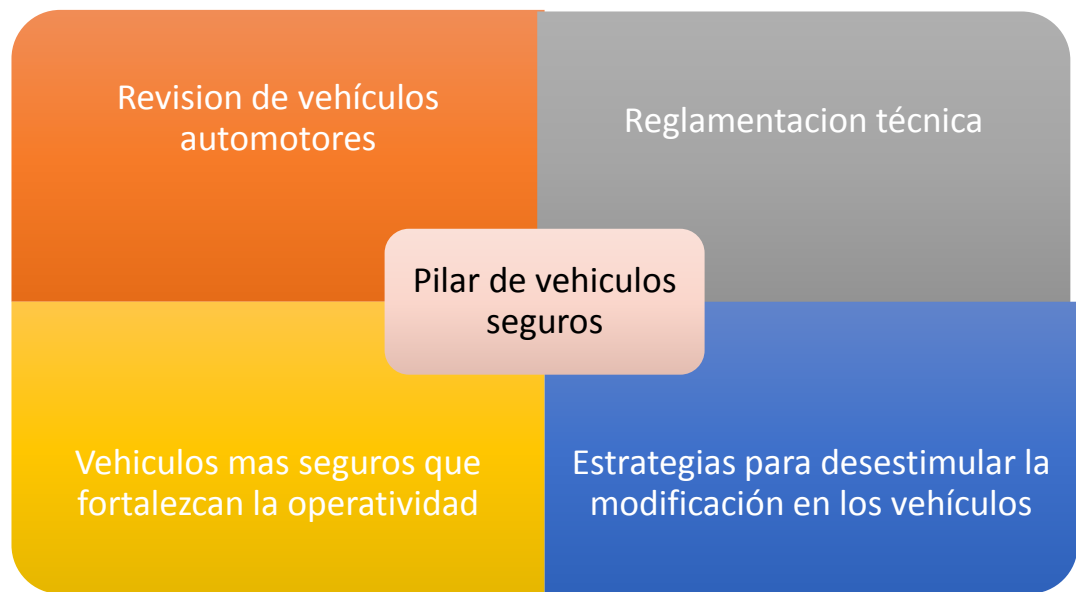 Revision de vehículos
automotores
Reglamentacion técnica
Pilar de vehiculos
seguros
Vehiculos mas seguros que
fortalezcan la operatividad
Estrategias para desestimular la
modificación en los vehículos